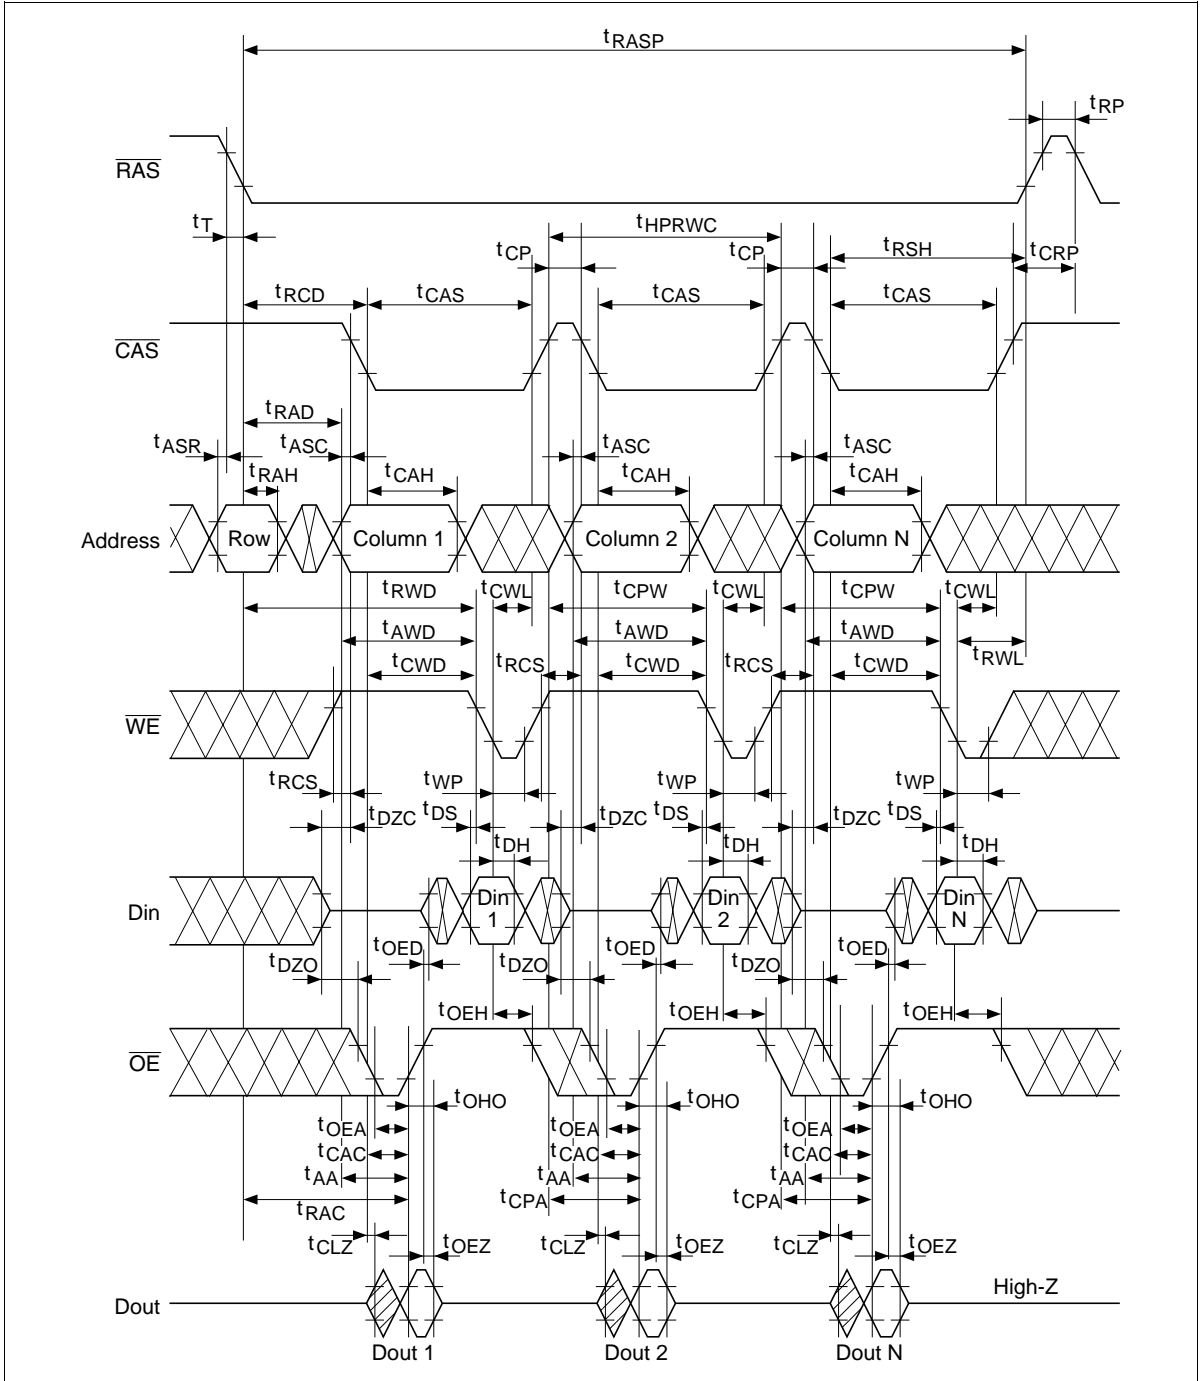 tRASP
tRP
RAS
tT
tHPRWC
tCP
tCP
tRSH
tCRP
tRCD
tCAS
tCAS
tCAS
CAS
tRAD
tASR
tASC
tASC
tASC
tRAH
tCAH
tCAH
tCAH
Address
Row
Column 1
Column 2
Column N
tRWD
tCWL
tCPW
tCWL
tCPW
tCWL
tAWD
tAWD
tAWD
tRWL
tCWD
tRCS
tCWD
tRCS
tCWD
WE
tRCS
tWP
tWP
tWP
tDZC
tDS
tDZC
tDS
tDZC
tDS
tDH
tDH
tDH
Din
Din 1
Din 2
Din N
tDZO
tOED
tDZO
tOED
tDZO
tOED
tOEH
tOEH
tOEH
OE
tOHO
tOHO
tOHO
tOEA
tOEA
tOEA
tCAC
tCAC
tCAC
tAA
tAA
tAA
tRAC
tCPA
tCPA
tCLZ
tOEZ
tCLZ
tOEZ
tCLZ
tOEZ
Dout
High-Z
Dout 1
Dout 2
Dout N